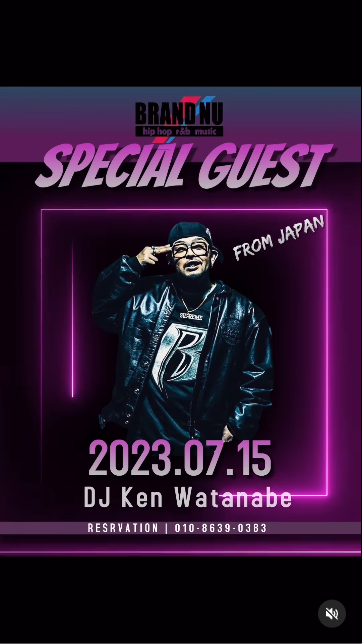 BRAND NU
hip hop r&b music
SPECIAL GUEST
FROM JAPAN
SUPREME
R
2023.07.15
DJ Ken Watanabe
RESRVATION | 010-8639-0383